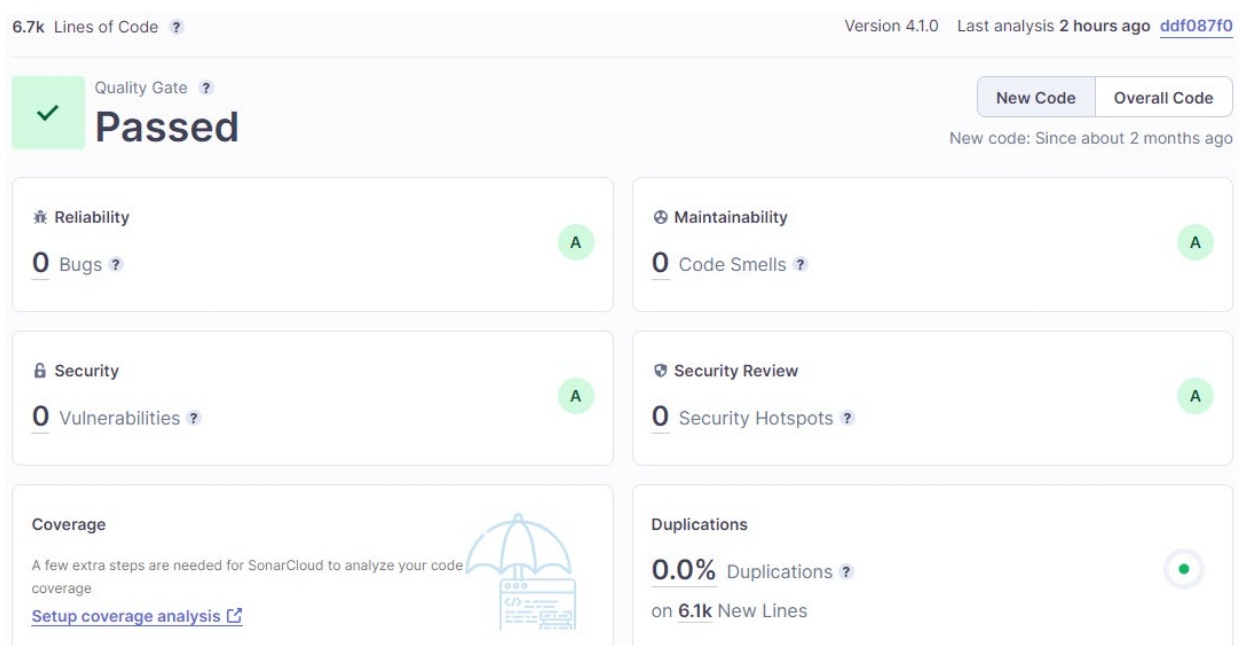 6.7k Lines of Code ?
Version 4.1.0 Last analysis 2 hours ago ddf087f0
Quality Gate ?
Passed
New Code Overall Code
New code: Since about 2 months ago
Reliability
0 Bugs ?
A
Maintainability
0 Code Smells ?
A
Security
0 Vulnerabilities ?
A
Security Review
0 Security Hotspots ?
A
Coverage
A few extra steps are needed for SonarCloud to analyze your code
coverage
Setup coverage analysis
</>
Duplications
0.0% Duplications ?
on 6.1k New Lines